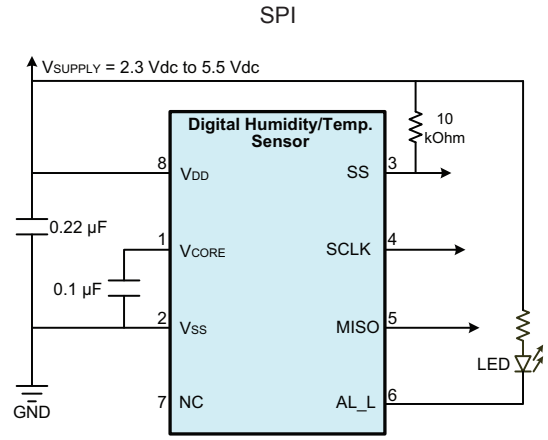 SPI
VSUPPLY = 2.3 Vdc to 5.5 Vdc
Digital Humidity/Temp.
Sensor
10
kOhm
8
VDD
SS
3
0.22 µF
1
VCORE
SCLK
4
0.1 µF
2
VSS
MISO
5
LED
GND
7
NC
AL_L
6